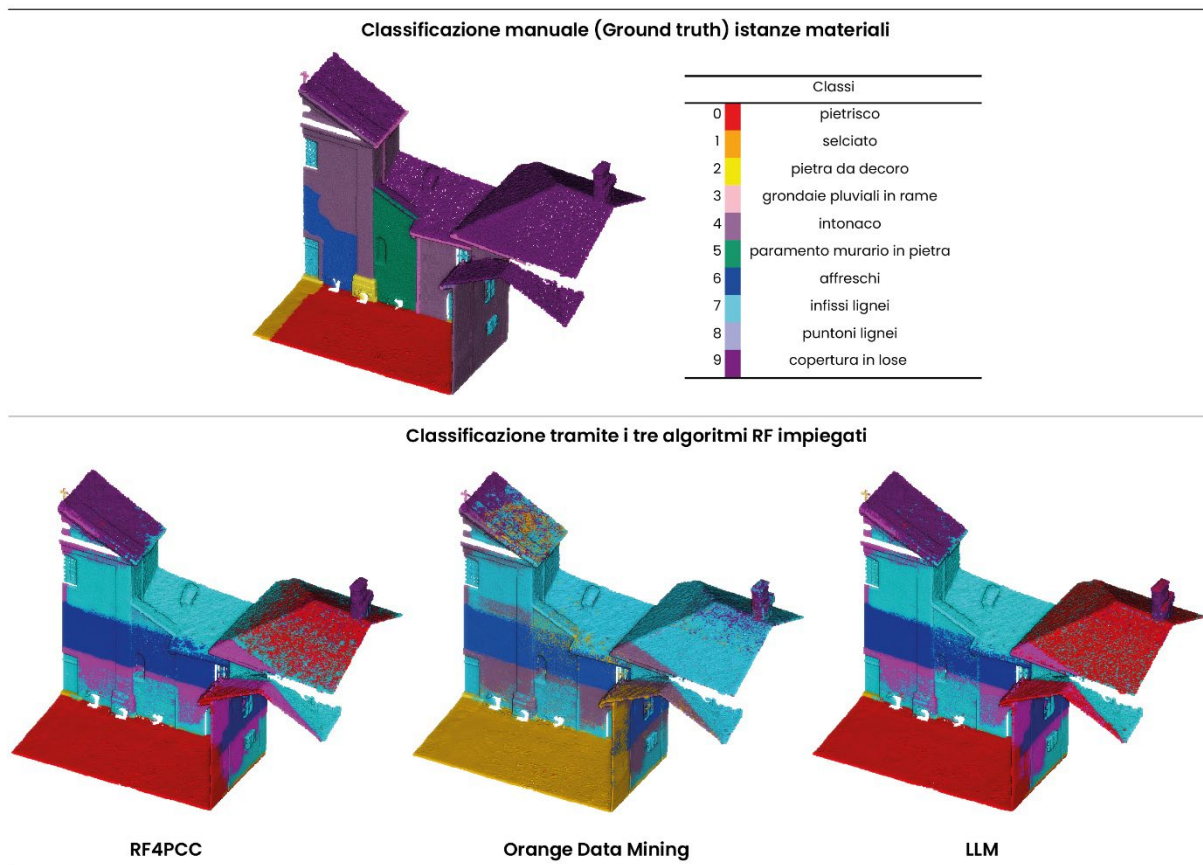 Classificazione manuale (Ground truth) istanze materiali
Classi
0 pietrisco
1 selciato
2 pietra da decoro
3 grondaie pluviali in rame
4 intonaco
5 paramento murario in pietra
6 affreschi
7 infissi lignei
8 puntoni lignei
9 copertura in lose
Classificazione tramite i tre algoritmi RF impiegati
RF4PCC
Orange Data Mining
LLM